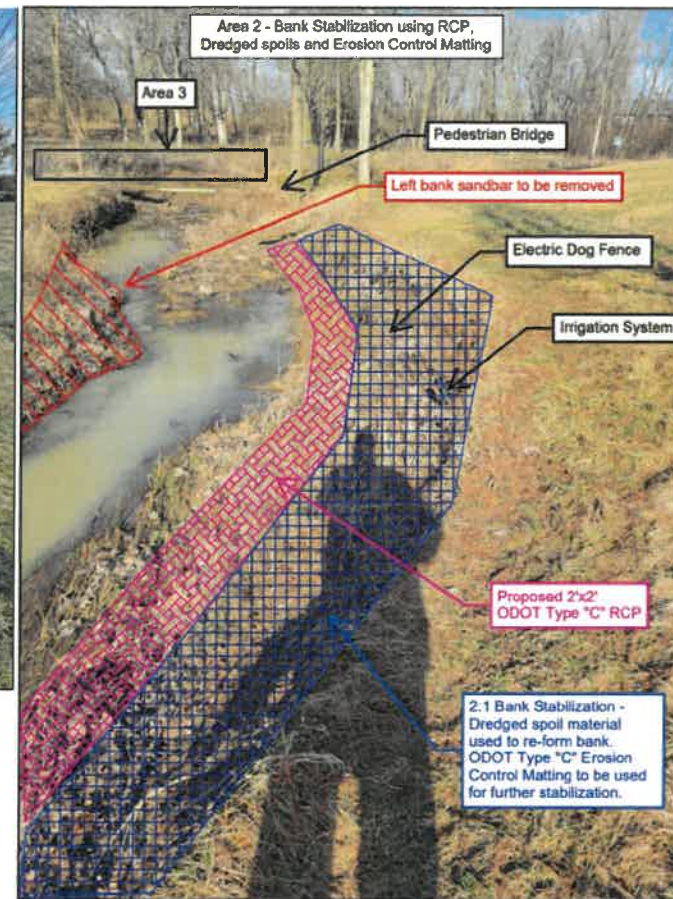 Area 2 - Bank Stabilization using RCP,
Dredged spoils and Erosion Control Matting
Area 3
Pedestrian Bridge
Left bank sandbar to be removed
Electric Dog Fence
Irrigation System
Proposed 2'x2'
ODOT Type "C" RCP
2.1 Bank Stabilization -
Dredged spoil material
used to re-form bank.
ODOT Type "C" Erosion
Control Matting to be used
for further stabilization.